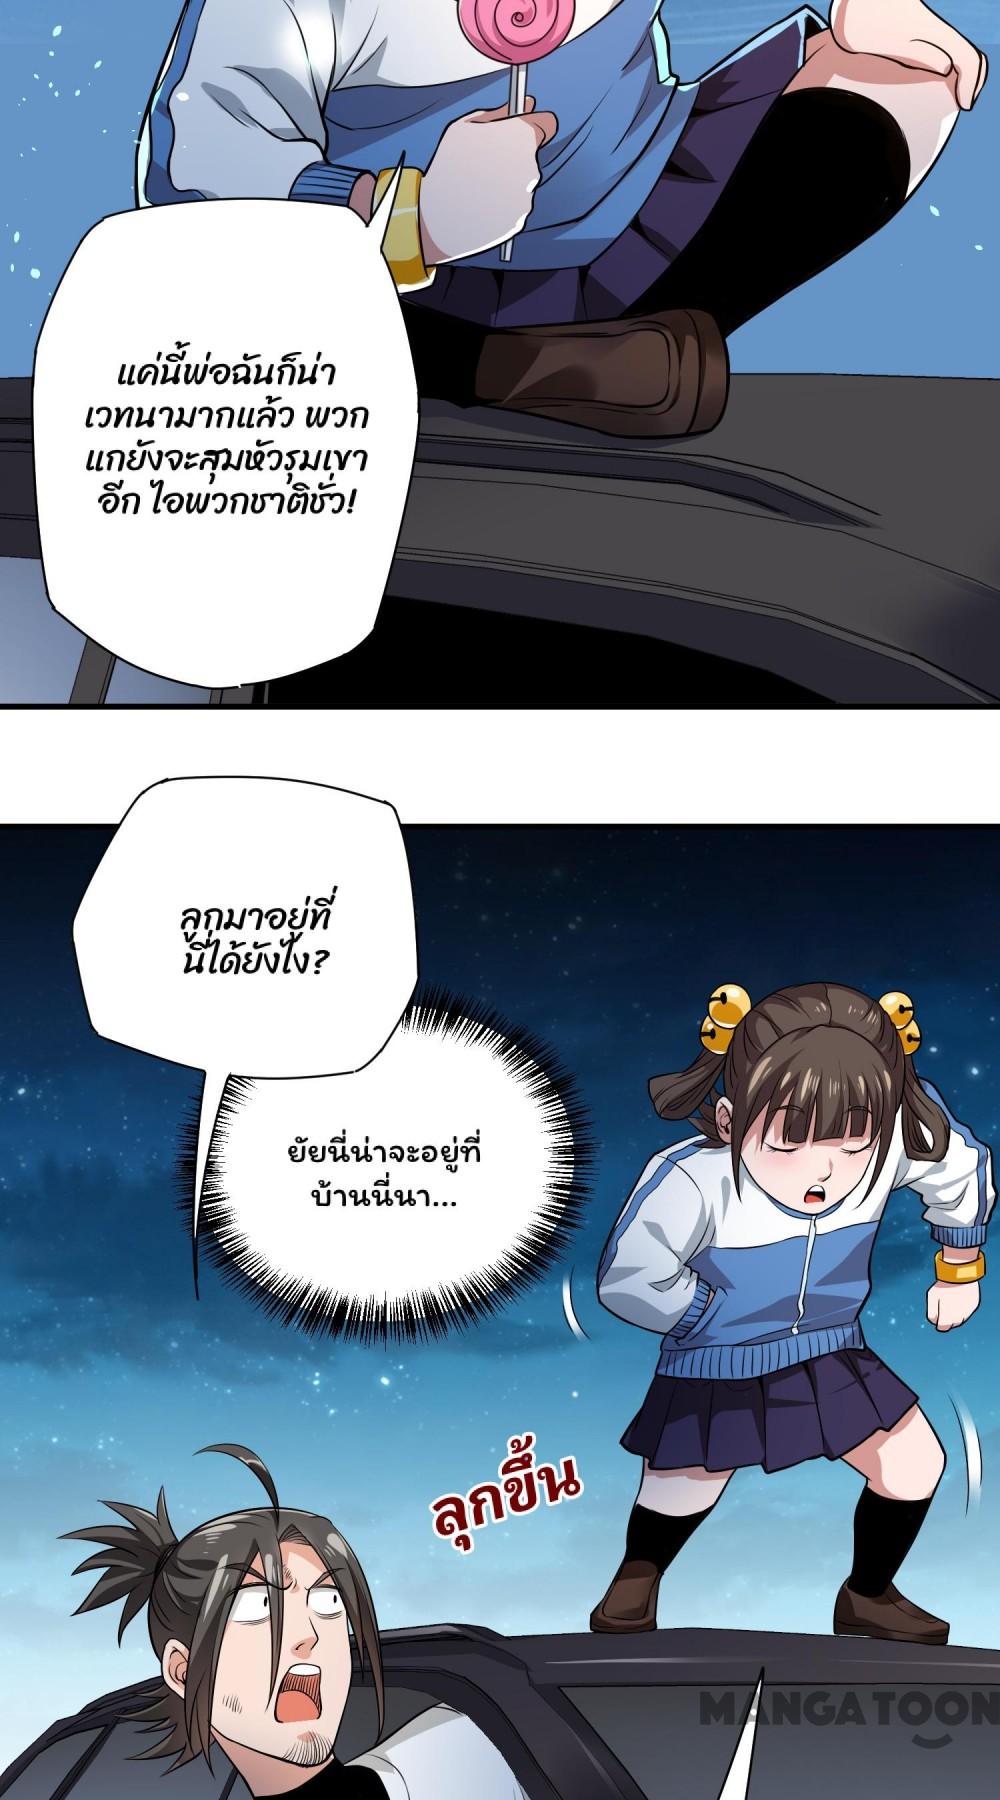 แค่นี้พ่อฉันก็น่า
เวทนามากแล้ว พวก
แกยังจะสุมหัวรุมเขา
อีก ไอพวกชาติชั่ว!
ลูกมาอยู่ที่
นี่ได้ยังไง?
ยัยนี่น่าจะอยู่ที่
บ้านนี่นา...
ลุกขึ้น
MANGATOON